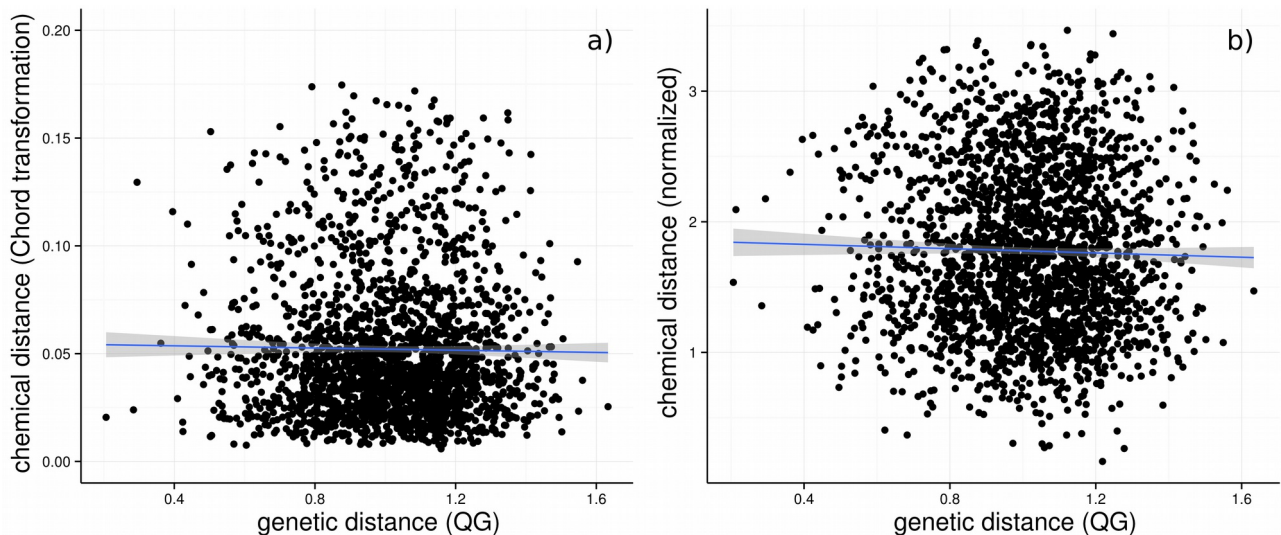 a)
chemical distance (Chord transformation)
0.20
0.15
0.10
0.05
0.00
0.4 0.8 1.2 1.6
genetic distance (QG)
b)
chemical distance (normalized)
3
2
1
0.4 0.8 1.2 1.6
genetic distance (QG)